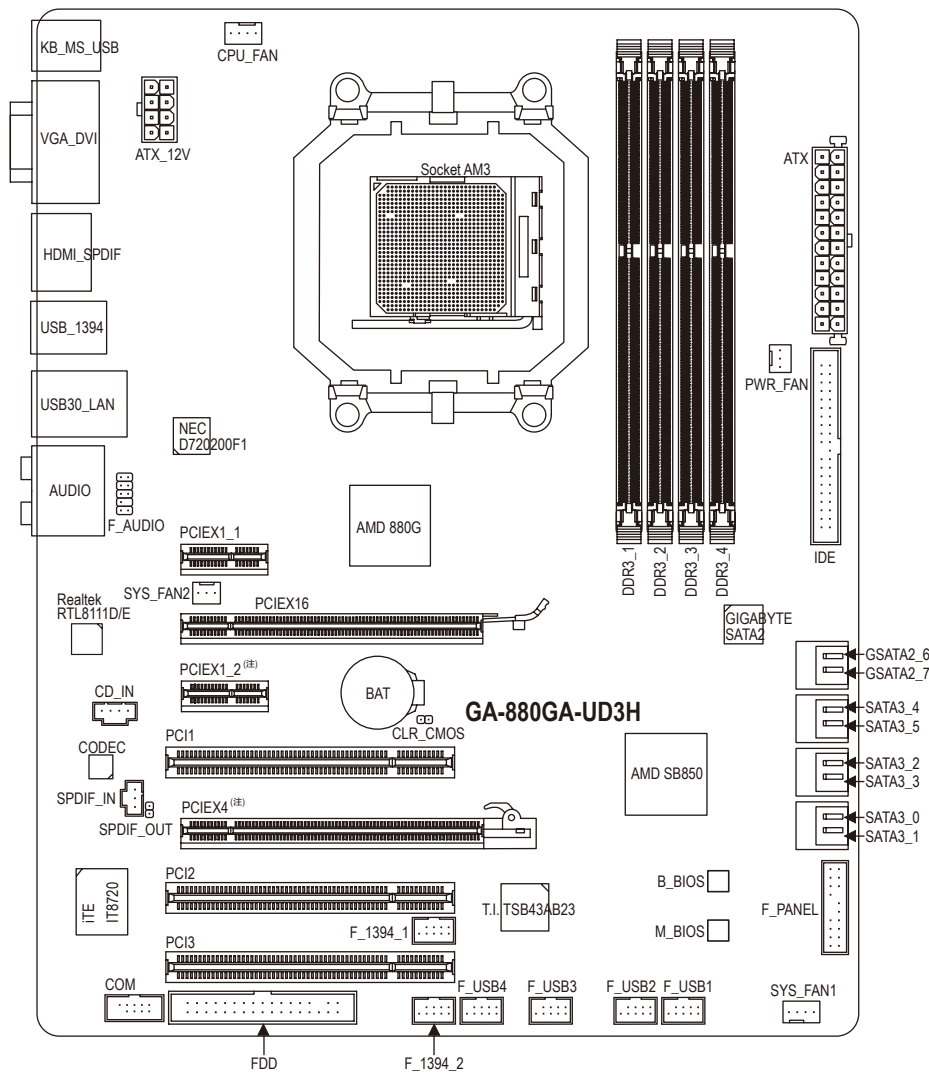 KB_MS_USB
CPU_FAN
VGA_DVI
ATX_12V
ATX
Socket AM3
HDMI_SPDIF
USB_1394
PWR_FAN
USB30_LAN
NEC
D720200F1
AUDIO
F_AUDIO
AMD 880G
IDE
PCIEX1_1
DDR3_1
DDR3_2
DDR3_3
DDR3_4
SYS_FAN2
Realtek
RTL8111D/E
PCIEX16
GIGABYTE
SATA2
GSATA2_6
GSATA2_7
PCIEX1_2(注)
BAT
CD_IN
GA-880GA-UD3H
SATA3_4
SATA3_5
CLR_CMOS
CODEC
PCI1
AMD SB850
SATA3_2
SATA3_3
SPDIF_IN
PCIEX4(注)
SPDIF_OUT
SATA3_0
SATA3_1
iTE
IT8720
PCI2
B_BIOS
T.I. TSB43AB23
F_PANEL
F_1394_1
M_BIOS
PCI3
COM
F_USB4
F_USB3
F_USB2
F_USB1
SYS_FAN1
FDD
F_1394_2